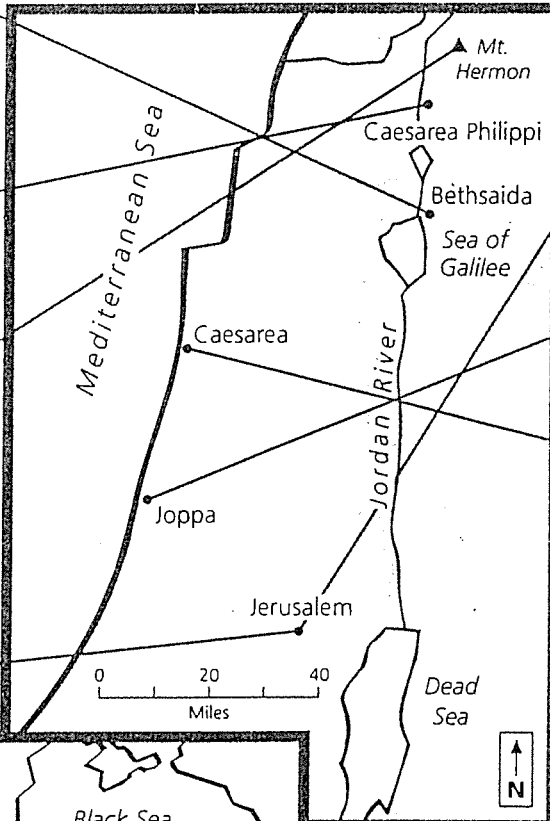 Mt.
Hermon
Caesarea Philippi
Bethsaida
Sea of
Galilee
Mediterranean Sea
Caesarea
Jordan River
Joppa
Jerusalem
0 20 40
Miles
Dead
Sea
N
Black Sea